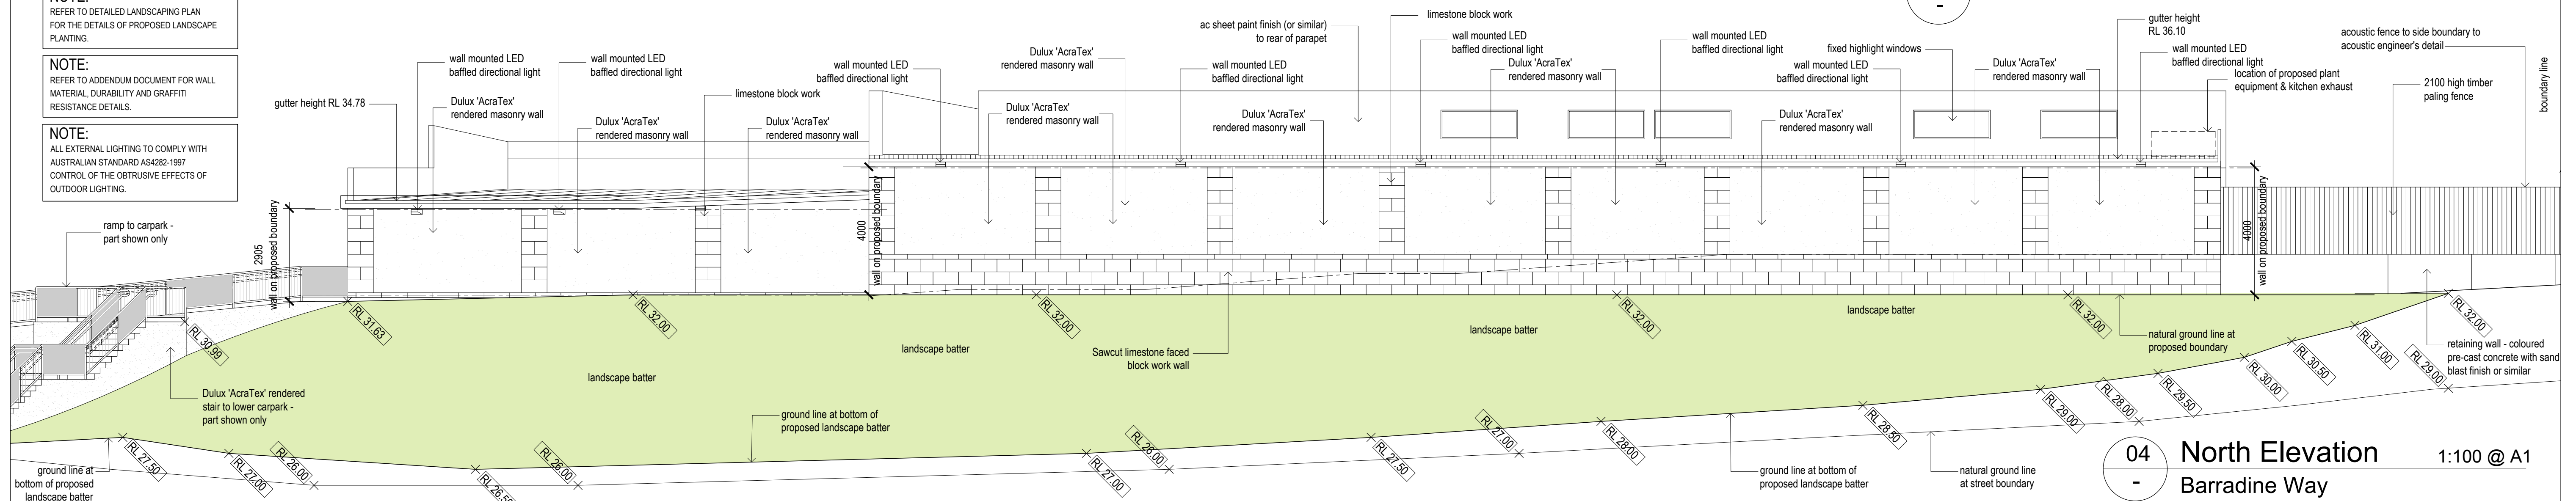 NOTE:
REFER TO DETAILED LANDSCAPING PLAN
FOR THE DETAILS OF PROPOSED LANDSCAPE
PLANTING.
NOTE:
REFER TO ADDENDUM DOCUMENT FOR WALL
MATERIAL, DURABILITY AND GRAFFITI
RESISTANCE DETAILS.
NOTE:
ALL EXTERNAL LIGHTING TO COMPLY WITH
AUSTRALIAN STANDARD AS4282-1997
CONTROL OF THE OBTRUSIVE EFFECTS OF
OUTDOOR LIGHTING.
ramp to carpark -
part shown only
gutter height RL 34.78
wall mounted LED
baffled directional light
Dulux 'AcraTex'
rendered masonry wall
wall mounted LED
baffled directional light
Dulux 'AcraTex'
rendered masonry wall
limestone block work
Dulux 'AcraTex'
rendered masonry wall
wall mounted LED
baffled directional light
Dulux 'AcraTex'
rendered masonry wall
Dulux 'AcraTex'
rendered masonry wall
ac sheet paint finish (or similar)
to rear of parapet
wall mounted LED
baffled directional light
Dulux 'AcraTex'
rendered masonry wall
limestone block work
wall mounted LED
baffled directional light
Dulux 'AcraTex'
rendered masonry wall
wall mounted LED
baffled directional light
fixed highlight windows
wall mounted LED
baffled directional light
Dulux 'AcraTex'
rendered masonry wall
Dulux 'AcraTex'
rendered masonry wall
gutter height
RL 36.10
wall mounted LED
baffled directional light
location of proposed plant
equipment & kitchen exhaust
acoustic fence to side boundary to
acoustic engineer's detail
2100 high timber
paling fence
boundary line
2905
wall on proposed boundary
4000
wall on proposed boundary
4000
wall on proposed boundary
RL 30.99
RL 31.63
RL 32.00
RL 32.00
RL 32.00
RL 32.00
RL 32.00
landscape batter
landscape batter
landscape batter
landscape batter
Sawcut limestone faced
block work wall
natural ground line at
proposed boundary
retaining wall - coloured
pre-cast concrete with sand
blast finish or similar
Dulux 'AcraTex' rendered
stair to lower carpark -
part shown only
ground line at bottom of
proposed landscape batter
ground line at
bottom of proposed
landscape batter
RL 27.50
RL 27.00
RL 26.00
RL 26.50
RL 26.00
RL 27.00
RL 26.00
RL 27.50
RL 27.00
RL 28.00
RL 28.50
RL 29.00
RL 28.00
RL 29.50
RL 30.00
RL 30.50
RL 31.00
RL 29.00
ground line at bottom of
proposed landscape batter
natural ground line
at street boundary
04
-
North Elevation
1:100 @ A1
Barradine Way
-